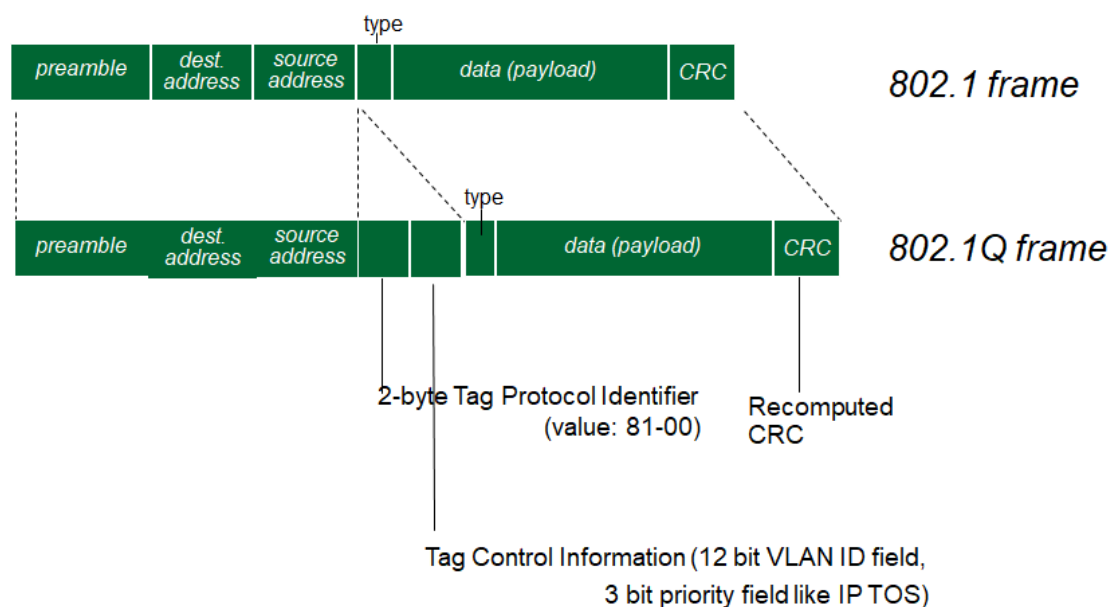 type
preamble
dest.
address
source
address
data (payload)
CRC
802.1 frame
type
preamble
dest.
address
source
address
data (payload)
CRC
802.1Q frame
2-byte Tag Protocol Identifier
(value: 81-00)
Recomputed
CRC
Tag Control Information (12 bit VLAN ID field,
3 bit priority field like IP TOS)